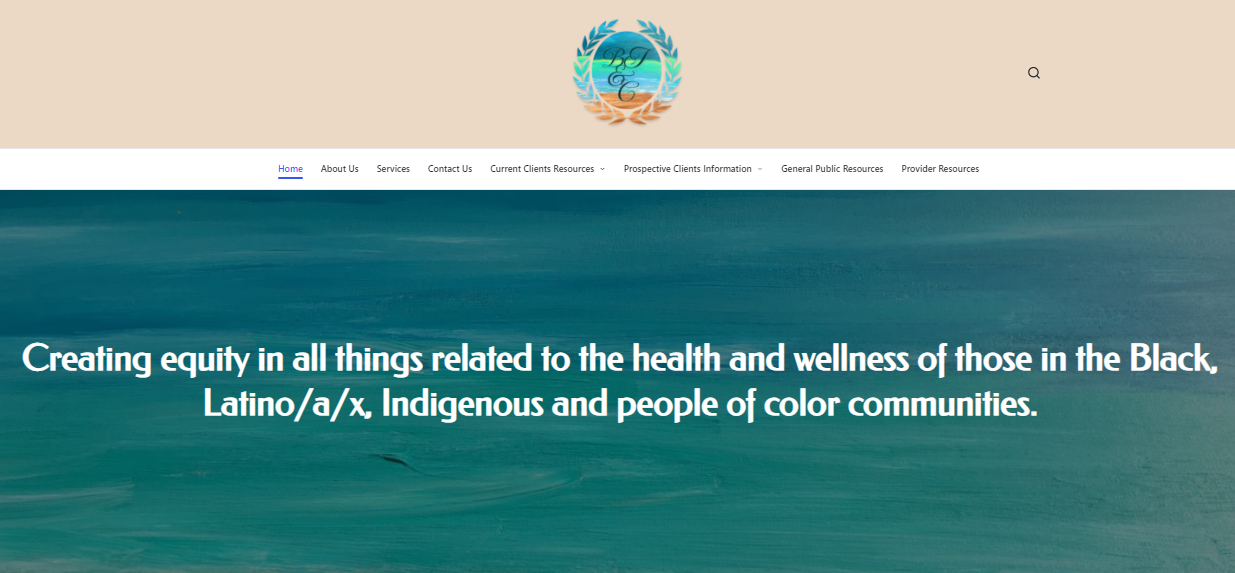 BJ
&
C
Home About Us Services Contact Us Current Clients Resources Prospective Clients Information General Public Resources Provider Resources
Creating equity in all things related to the health and wellness of those in the Black,
Latino/a/x, Indigenous and people of color communities.